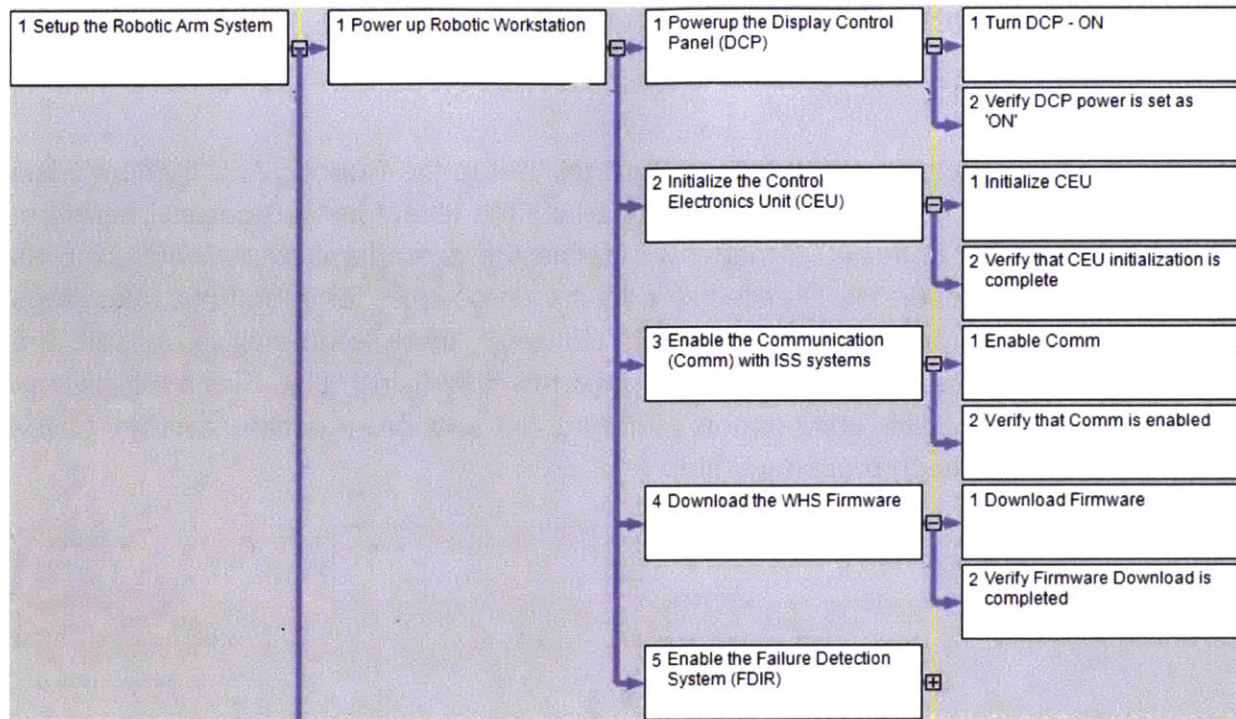 1 Setup the Robotic Arm System
1 Power up Robotic Workstation
1 Powerup the Display Control
Panel (DCP)
1 Turn DCP - ON
2 Verify DCP power is set as
'ON'
2 Initialize the Control
Electronics Unit (CEU)
1 Initialize CEU
2 Verify that CEU initialization is
complete
3 Enable the Communication
(Comm) with ISS systems
1 Enable Comm
2 Verify that Comm is enabled
4 Download the WHS Firmware
1 Download Firmware
2 Verify Firmware Download is
completed
5 Enable the Failure Detection
System (FDIR)